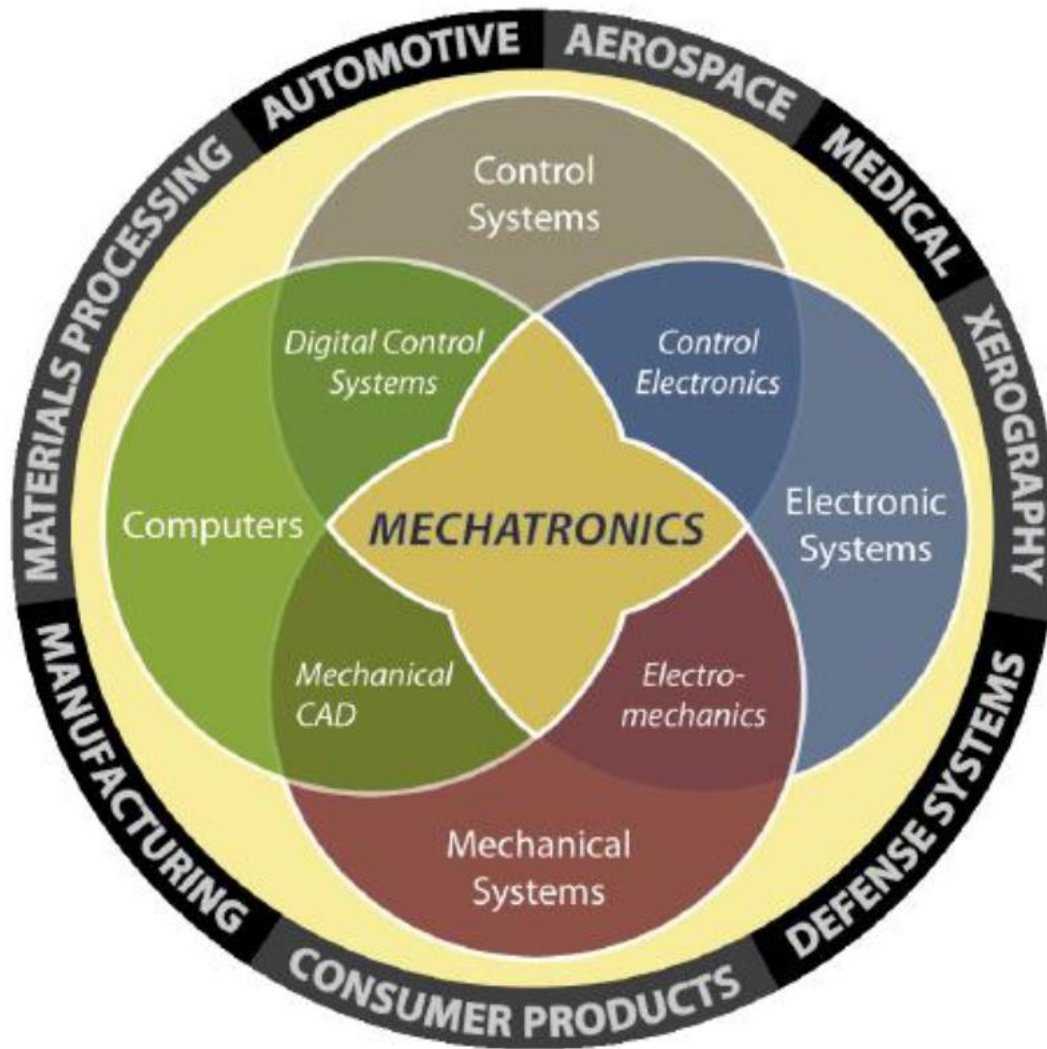 AUTOMOTIVE
AEROSPACE
MEDICAL
XEROGRAPHY
DEFENSE SYSTEMS
CONSUMER PRODUCTS
MANUFACTURING
MATERIALS PROCESSING
Control
Systems
Digital Control
Systems
Control
Electronics
Computers
MECHATRONICS
Electronic
Systems
Mechanical
CAD
Electro-
mechanics
Mechanical
Systems